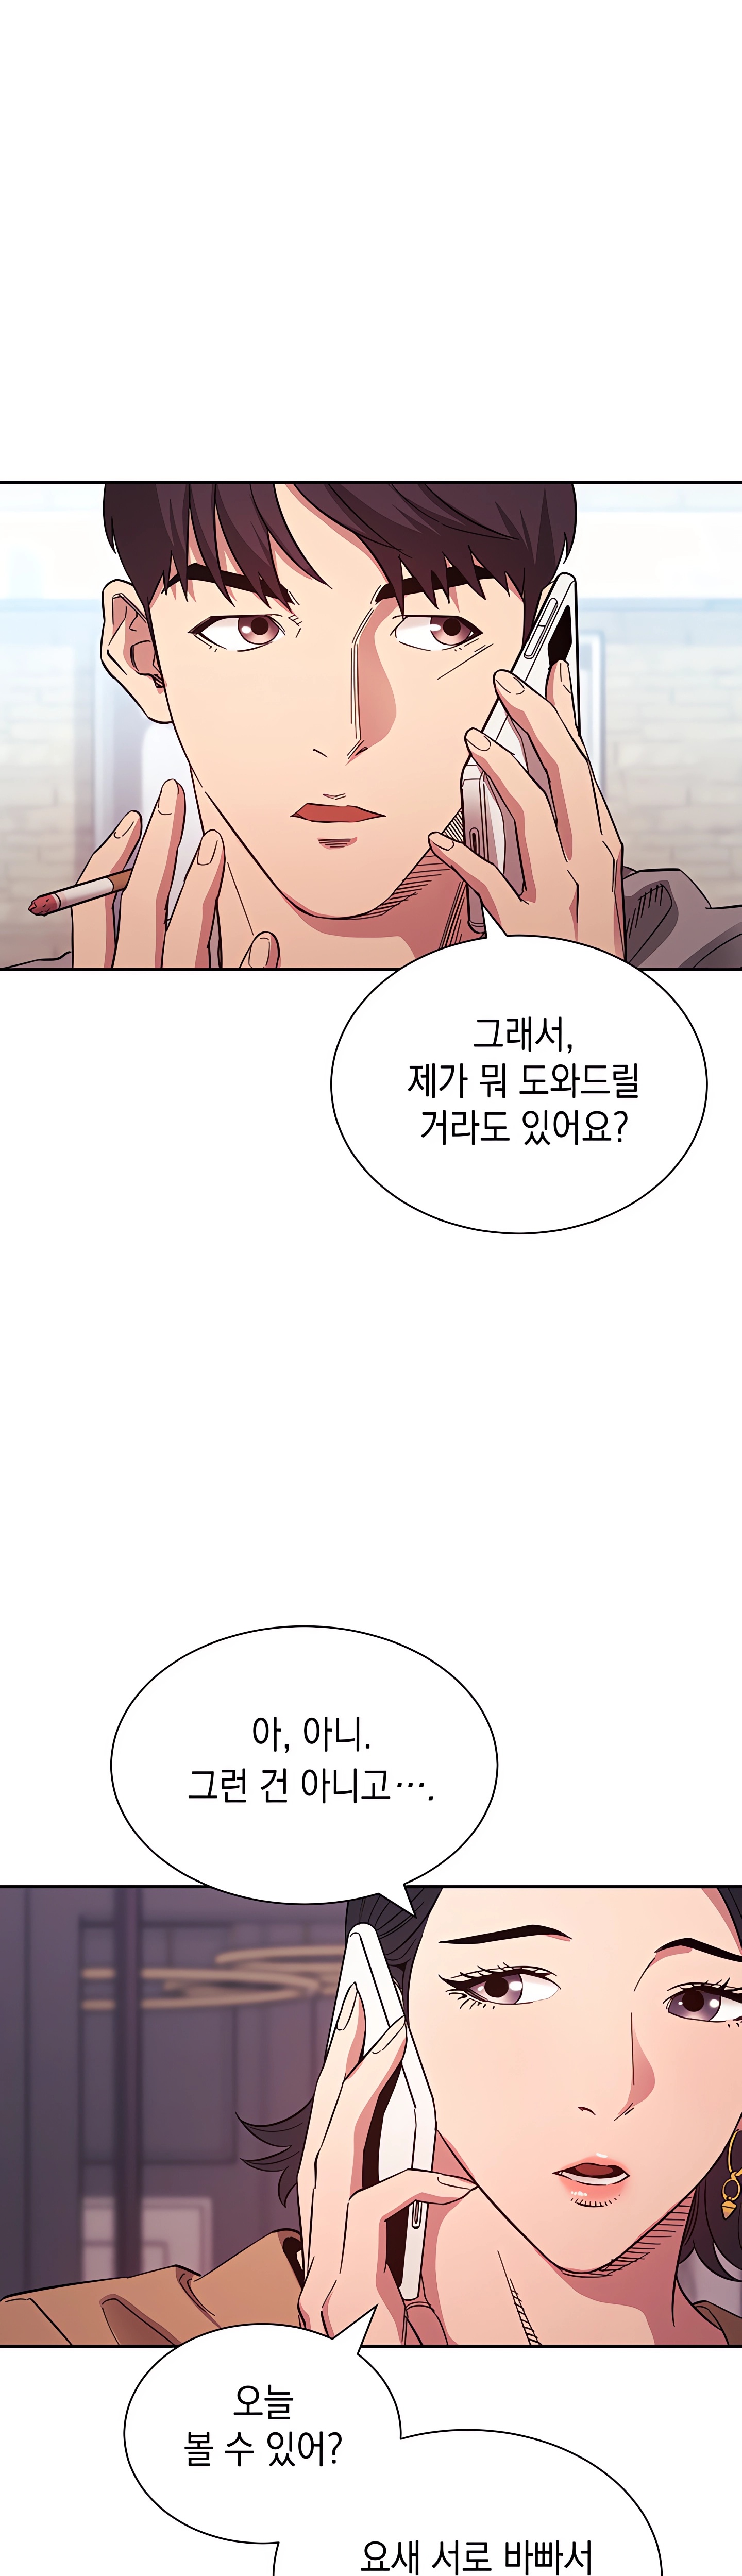 그래서,
제가 뭐 도와드릴
거라도 있어요?
아, 아니.
그런 건 아니고….
오늘
볼 수 있어?
요새 서로 바빠서